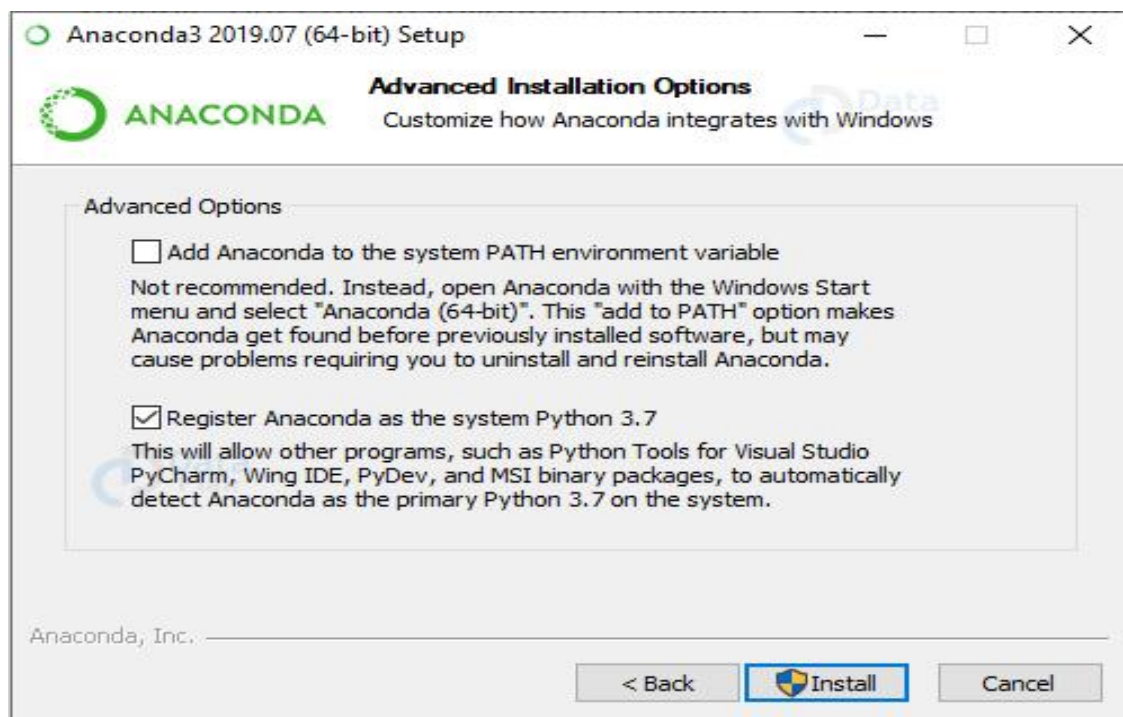 Anaconda3 2019.07 (64-bit) Setup
Advanced Installation Options
ANACONDA
Customize how Anaconda integrates with Windows
Data
Advanced Options
Add Anaconda to the system PATH environment variable
Not recommended. Instead, open Anaconda with the Windows Start
menu and select "Anaconda (64-bit)". This "add to PATH" option makes
Anaconda get found before previously installed software, but may
cause problems requiring you to uninstall and reinstall Anaconda.
Register Anaconda as the system Python 3.7
This will allow other programs, such as Python Tools for Visual Studio
PyCharm, Wing IDE, PyDev, and MSI binary packages, to automatically
detect Anaconda as the primary Python 3.7 on the system.
Anaconda, Inc.
< Back
Install
Cancel